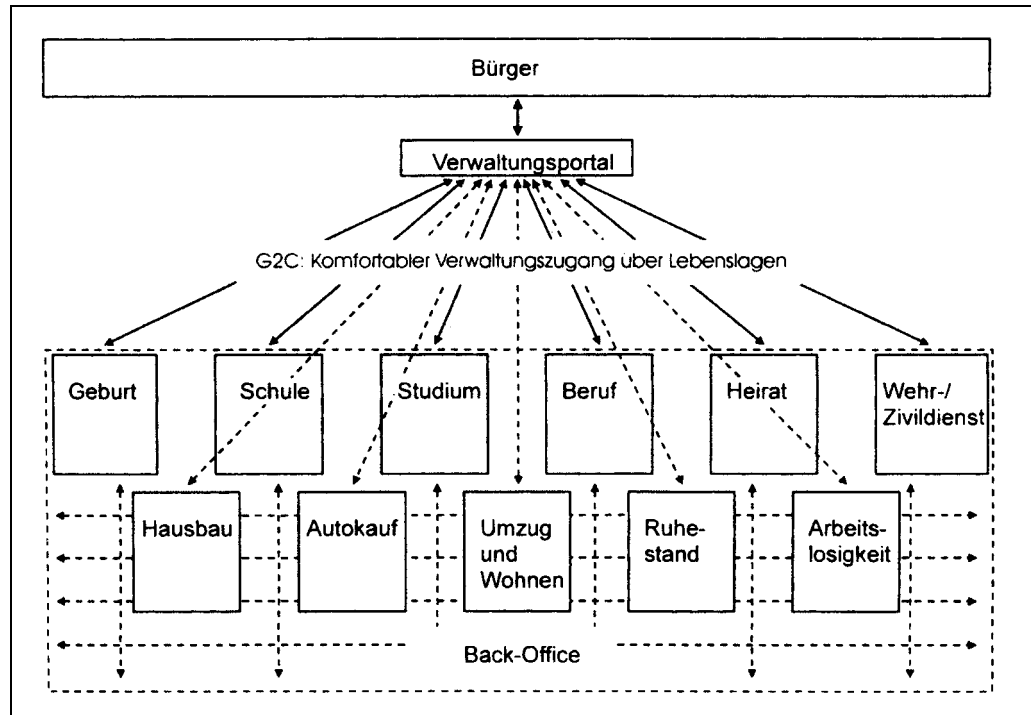 Bürger
Verwaltungsportal
G2C: Komfortabler Verwaltungszugang über Lebenslagen
Geburt
Schule
Studium
Beruf
Heirat
Wehr-/
Zivildienst
Hausbau
Autokauf
Umzug
und
Wohnen
Ruhe-
stand
Arbeits-
losigkeit
Back-Office